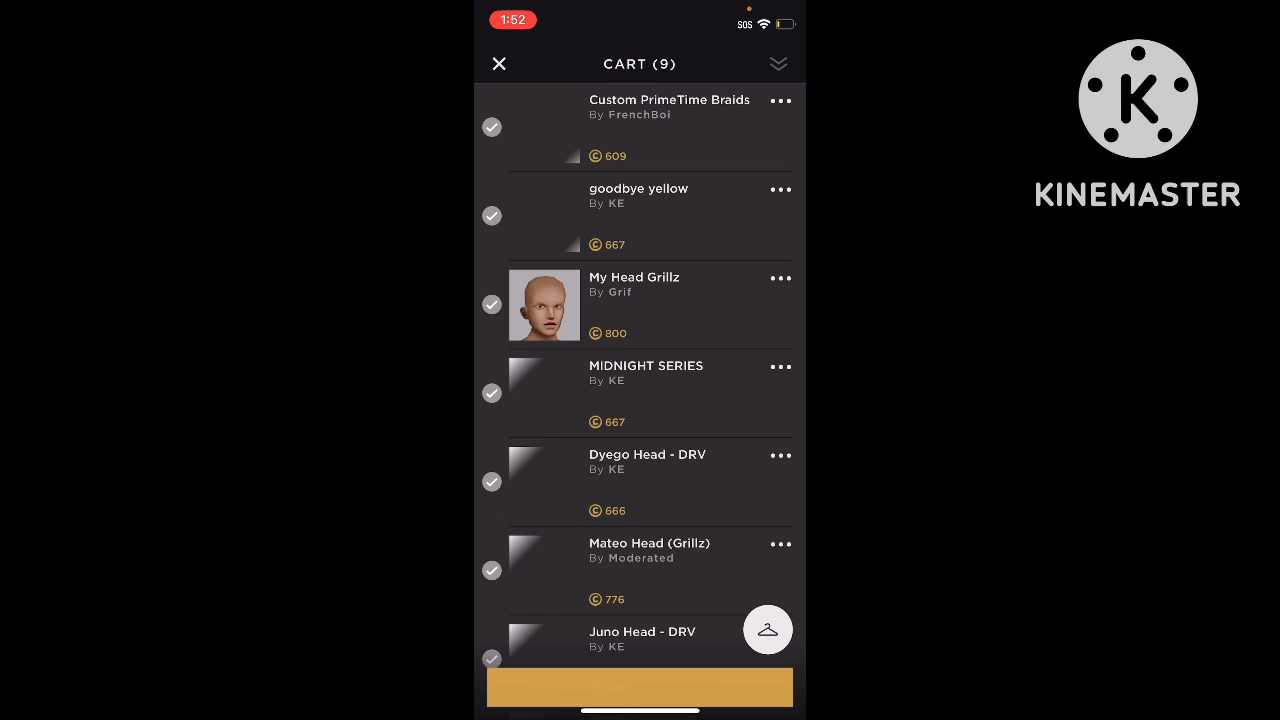 1:52
SOS
CART (9)
Custom PrimeTime Braids
By FrenchBoi
609
goodbye yellow
By KE
667
My Head Grillz
By Grif
800
MIDNIGHT SERIES
By KE
667
Dyego Head - DRV
By KE
666
Mateo Head (Grillz)
By Moderated
776
Juno Head - DRV
By KE
K
KINEMASTER